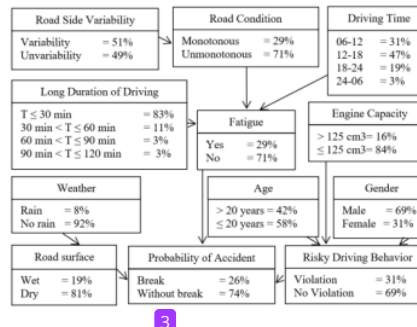 Road Side Variability
Variability = 51%
Unvariability = 49%
Road Condition
Monotonous = 29%
Unmonotonous = 71%
Driving Time
06-12 = 31%
12-18 = 47%
18-24 = 19%
24-06 = 3%
Long Duration of Driving
T ≤ 30 min = 83%
30 min < T ≤ 60 min = 11%
60 min < T ≤ 90 min = 3%
90 min < T ≤ 120 min = 3%
Fatigue
Yes = 29%
No = 71%
Engine Capacity
> 125 cm3= 16%
≤ 125 cm3= 84%
Weather
Rain = 8%
No rain = 92%
Age
> 20 years = 42%
≤ 20 years = 58%
Gender
Male = 69%
Female = 31%
Road surface
Wet = 19%
Dry = 81%
Probability of Accident
Break = 26%
Without break = 74%
Risky Driving Behavior
Violation = 31%
No Violation = 69%
3